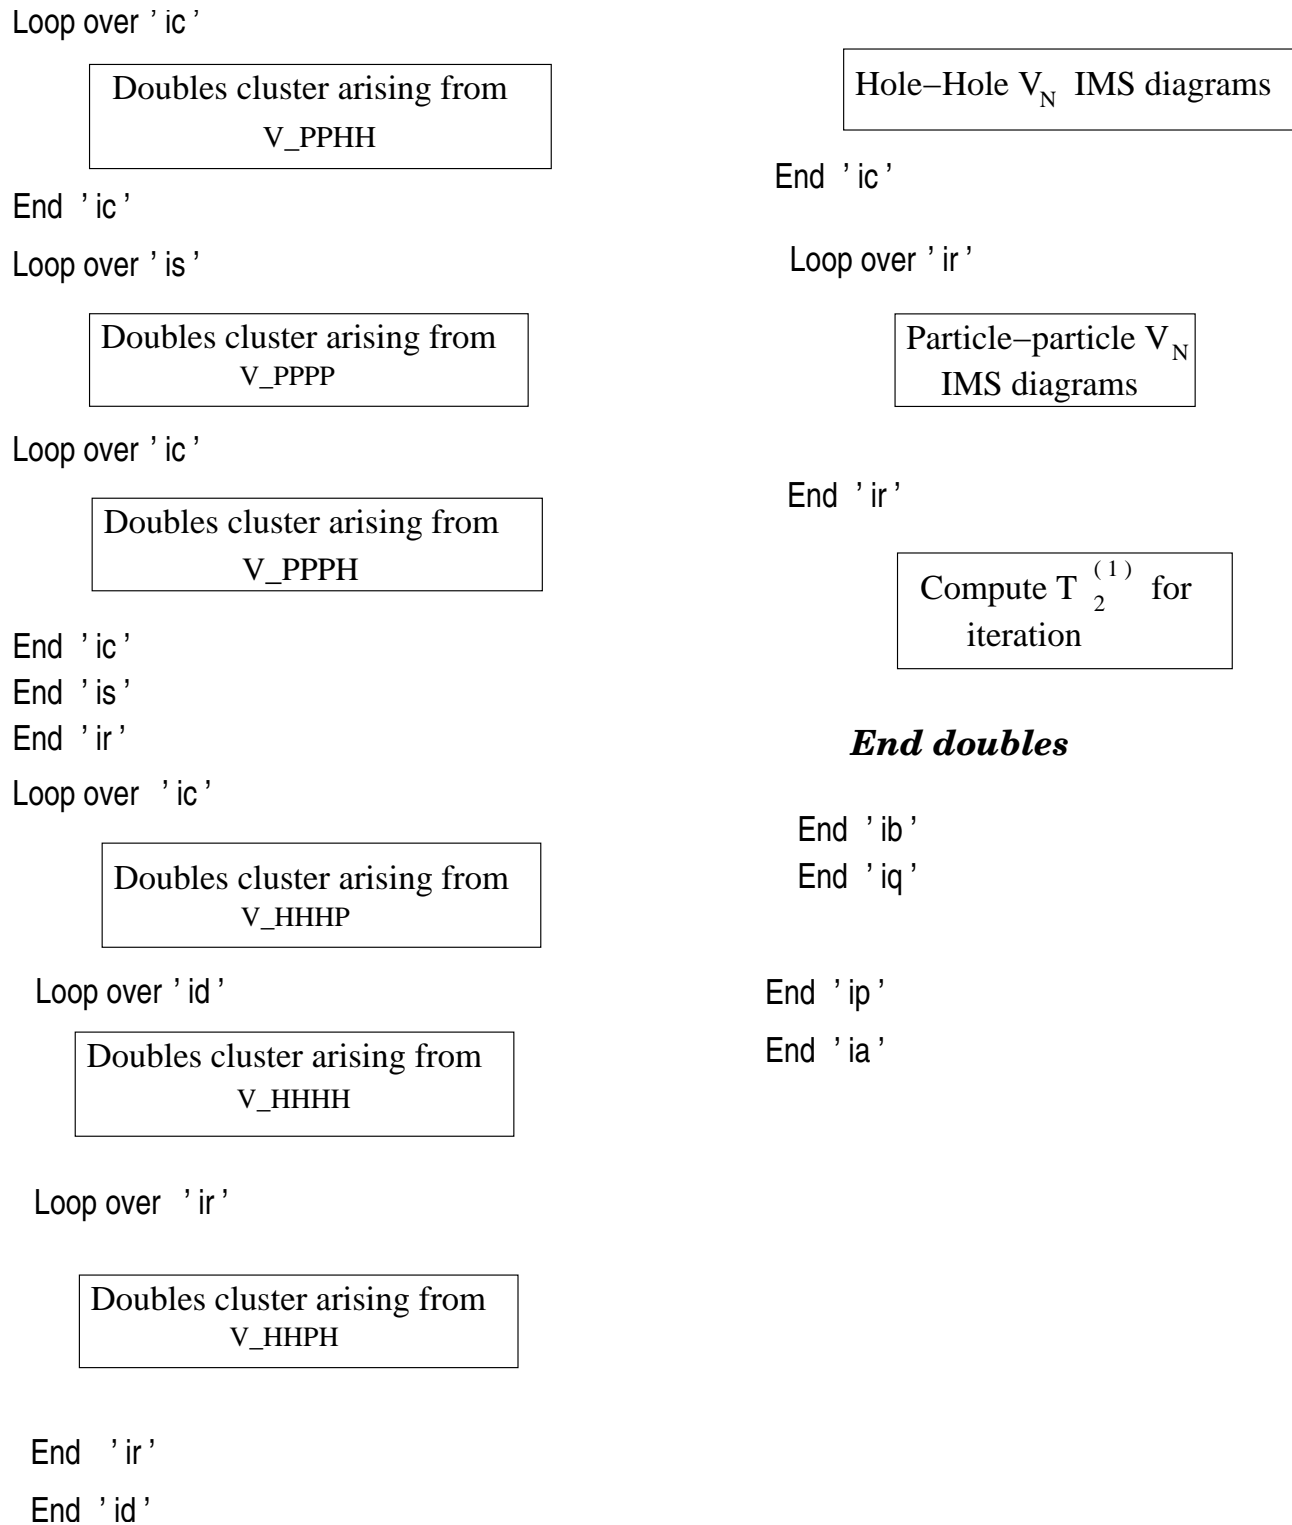 Loop over ' ic '
Doubles cluster arising from
V_PPHH
End ' ic '
Loop over ' is '
Doubles cluster arising from
V_PPPP
Loop over ' ic '
Doubles cluster arising from
V_PPPH
End ' ic '
End ' is '
End ' ir '
Loop over ' ic '
Doubles cluster arising from
V_HHHP
Loop over ' id '
Doubles cluster arising from
V_HHHH
Loop over ' ir '
Doubles cluster arising from
V_HHPH
End ' ir '
End ' id '
Hole−Hole V_N IMS diagrams
End ' ic '
Loop over ' ir '
Particle−particle V_N
IMS diagrams
End ' ir '
Compute T_2^(1) for
iteration
End doubles
End ' ib '
End ' iq '
End ' ip '
End ' ia '